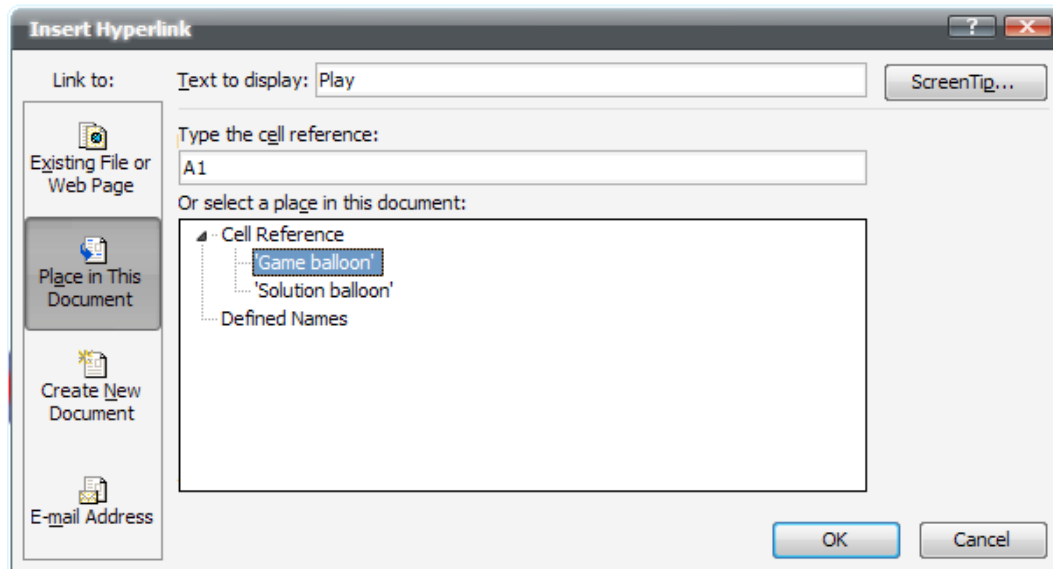 Insert Hyperlink
?
X
Link to:
Text to display:
Play
ScreenTip...
Existing File or
Web Page
Place in This
Document
Create New
Document
E-mail Address
Type the cell reference:
A1
Or select a place in this document:
Cell Reference
'Game balloon'
'Solution balloon'
Defined Names
OK
Cancel